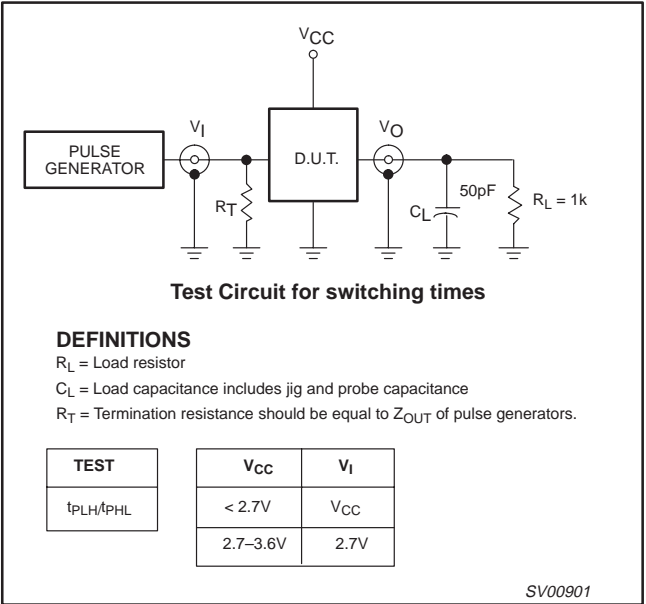 VCC
VI
VO
PULSE
GENERATOR
D.U.T.
50pF
RT
CL
RL = 1k
Test Circuit for switching times
DEFINITIONS
RL = Load resistor
CL = Load capacitance includes jig and probe capacitance
RT = Termination resistance should be equal to ZOUT of pulse generators.
TEST
tPLH/tPHL
VCC VI
< 2.7V VCC
2.7–3.6V 2.7V
SV00901